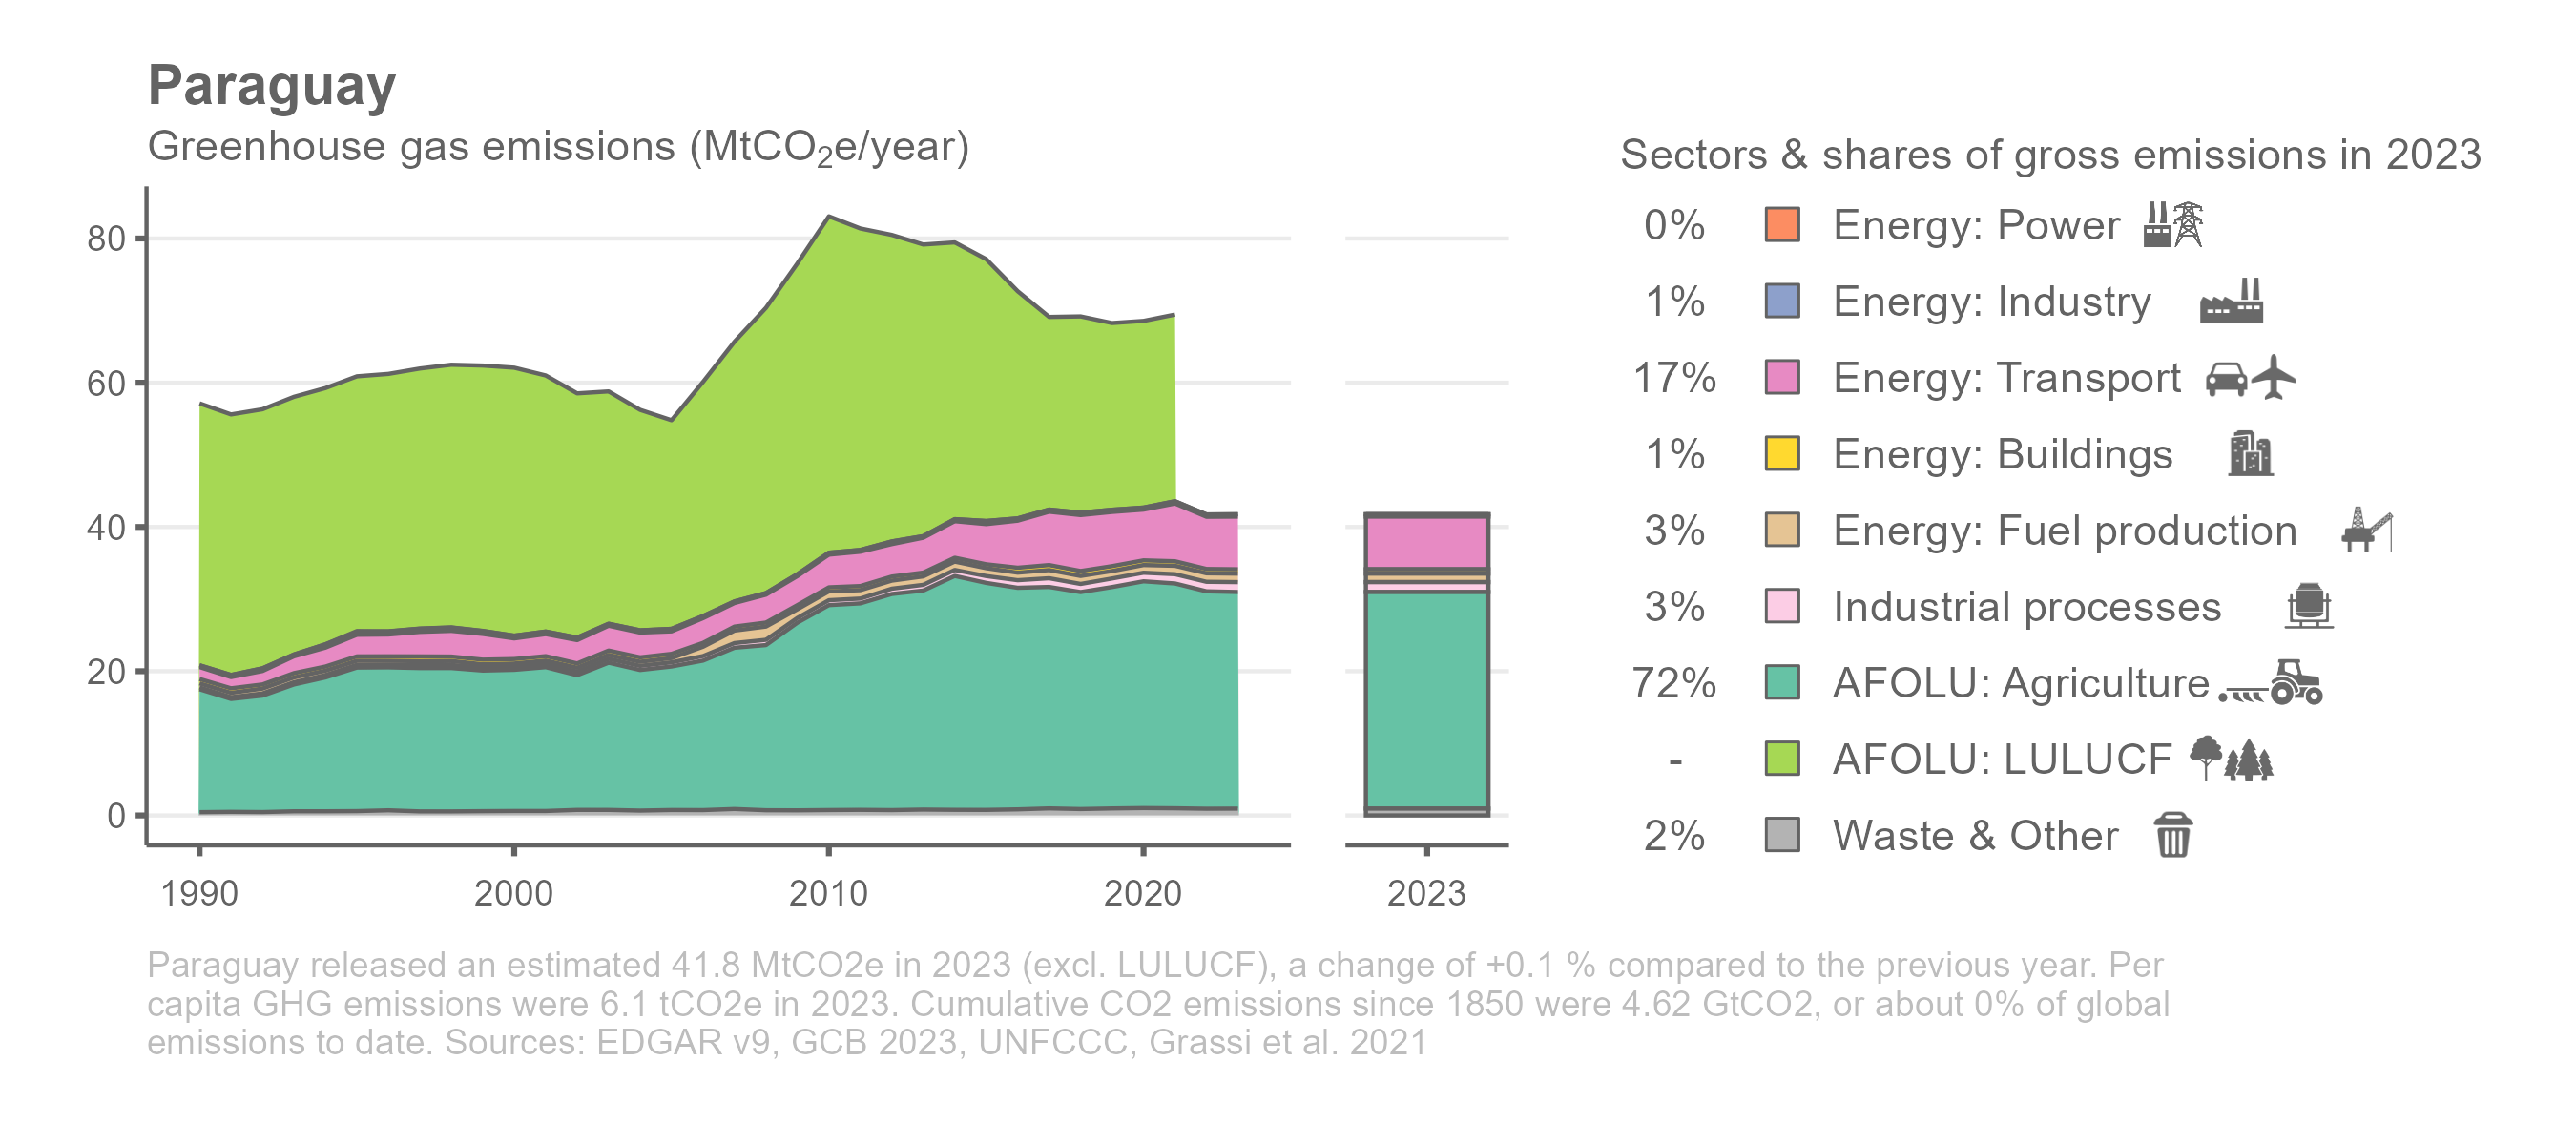 Paraguay
Greenhouse gas emissions (MtCO₂e/year)
80
60
40
20
0
1990
2000
2010
2020
2023
Sectors & shares of gross emissions in 2023
0% Energy: Power
1% Energy: Industry
17% Energy: Transport
1% Energy: Buildings
3% Energy: Fuel production
3% Industrial processes
72% AFOLU: Agriculture
- AFOLU: LULUCF
2% Waste & Other
Paraguay released an estimated 41.8 MtCO2e in 2023 (excl. LULUCF), a change of +0.1 % compared to the previous year. Per
capita GHG emissions were 6.1 tCO2e in 2023. Cumulative CO2 emissions since 1850 were 4.62 GtCO2, or about 0% of global
emissions to date. Sources: EDGAR v9, GCB 2023, UNFCCC, Grassi et al. 2021